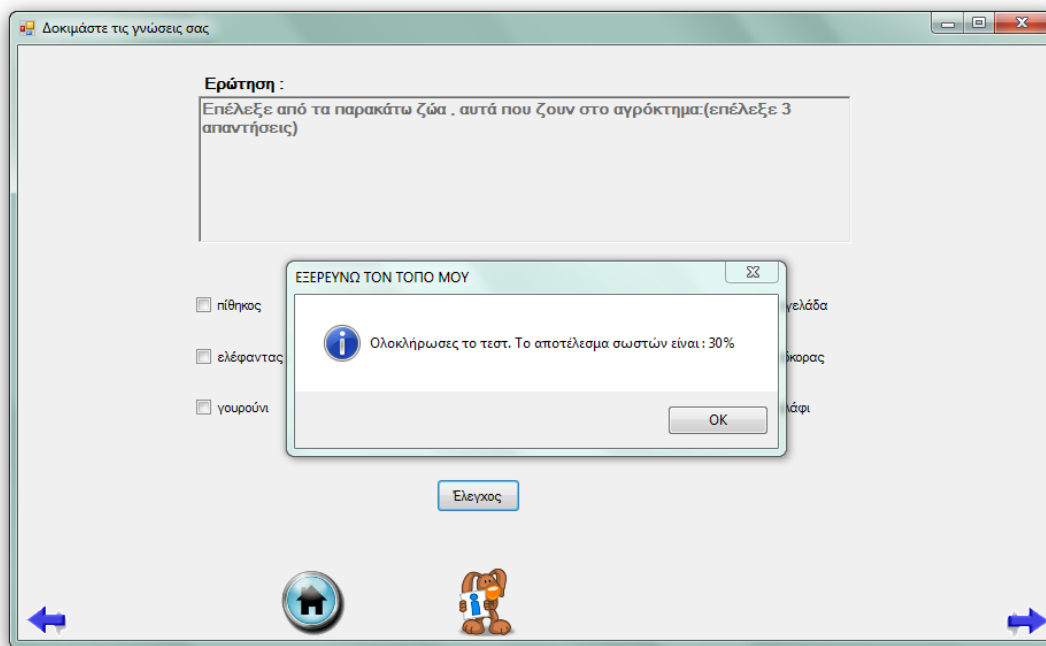 Δοκιμάστε τις γνώσεις σας
Ερώτηση :
Επέλεξε από τα παρακάτω ζώα , αυτά που ζουν στο αγρόκτημα:(επέλεξε 3
απαντήσεις)
ΕΞΕΡΕΥΝΩ ΤΟΝ ΤΟΠΟ ΜΟΥ
Ολοκλήρωσες το τεστ. Το αποτέλεσμα σωστών είναι : 30%
OK
πίθηκος
ελέφαντας
γουρούνι
Έλεγχος